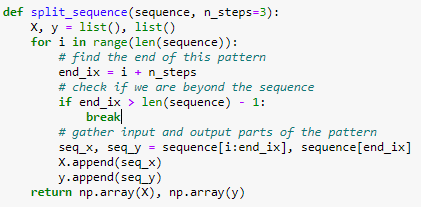 def split_sequence(sequence, n_steps=3):
    X, y = list(), list()
    for i in range(len(sequence)):
        # find the end of this pattern
        end_ix = i + n_steps
        # check if we are beyond the sequence
        if end_ix > len(sequence) - 1:
            break
        # gather input and output parts of the pattern
        seq_x, seq_y = sequence[i:end_ix], sequence[end_ix]
        X.append(seq_x)
        y.append(seq_y)
    return np.array(X), np.array(y)